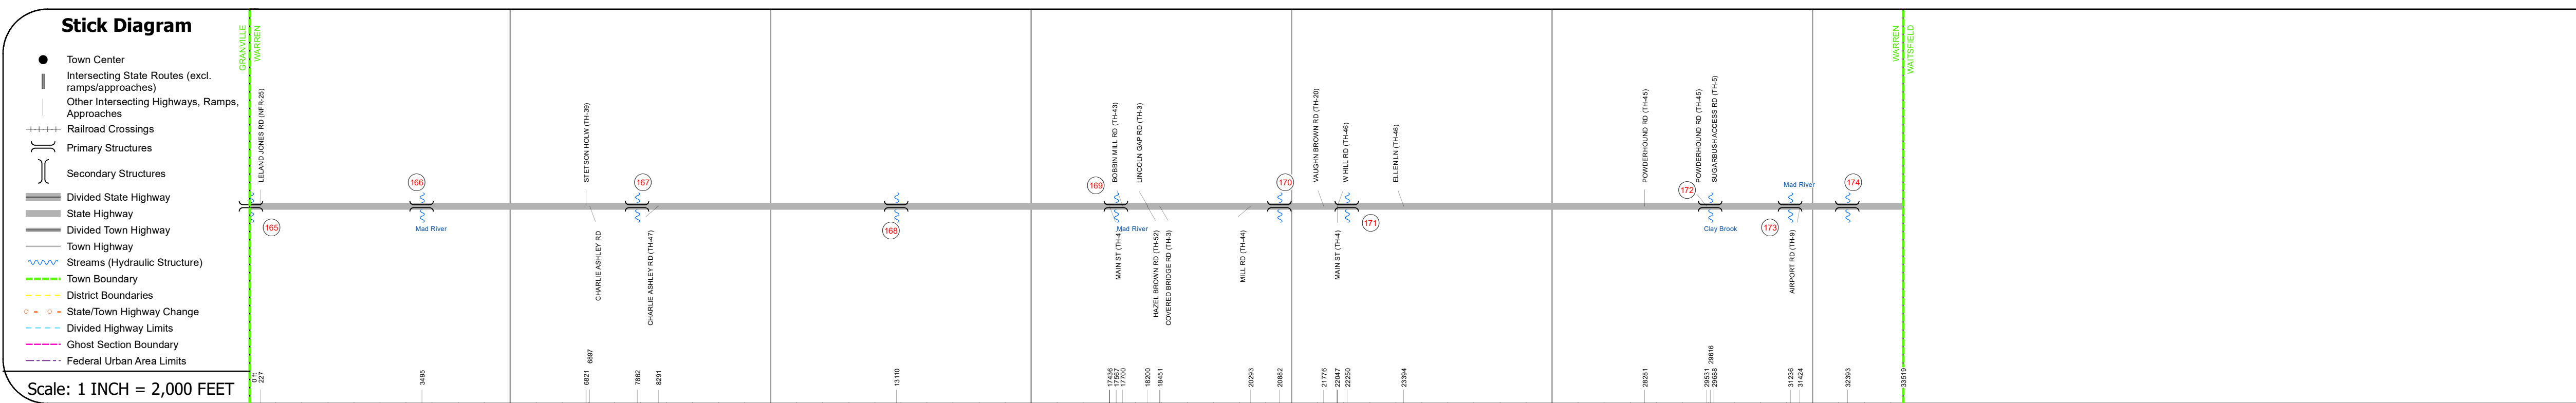 Stick Diagram
Town Center
Intersecting State Routes (excl.
ramps/approaches)
Other Intersecting Highways, Ramps,
Approaches
Railroad Crossings
Primary Structures
Secondary Structures
Divided State Highway
State Highway
Divided Town Highway
Town Highway
Streams (Hydraulic Structure)
Town Boundary
District Boundaries
State/Town Highway Change
Divided Highway Limits
Ghost Section Boundary
Federal Urban Area Limits
Scale: 1 INCH = 2,000 FEET
GRANVILLE
WARREN
LELAND JONES RD (NFR-25)
165
166
Mad River
STETSON HOLW (TH-39)
CHARLIE ASHLEY RD
167
CHARLIE ASHLEY RD (TH-47)
168
169
BOBBIN MILL RD (TH-43)
Mad River
MAIN ST (TH-4
LINCOLN GAP RD (TH-3)
HAZEL BROWN RD (TH-52)
COVERED BRIDGE RD (TH-3)
MILL RD (TH-44)
170
VAUGHN BROWN RD (TH-20)
MAIN ST (TH-4)
W HILL RD (TH-46)
171
ELLEN LN (TH-46)
POWDERHOUND RD (TH-45)
172
POWDERHOUND RD (TH-45)
SUGARBUSH ACCESS RD (TH-5)
Clay Brook
Mad River
173
AIRPORT RD (TH-9)
174
WARREN
WAITSFIELD
0 ft
227
3495
6821
6897
7862
8291
13110
17436
17567
17700
18200
18451
20293
20882
21776
22047
22250
23394
28281
29531
29616
29688
31236
31424
32393
33519